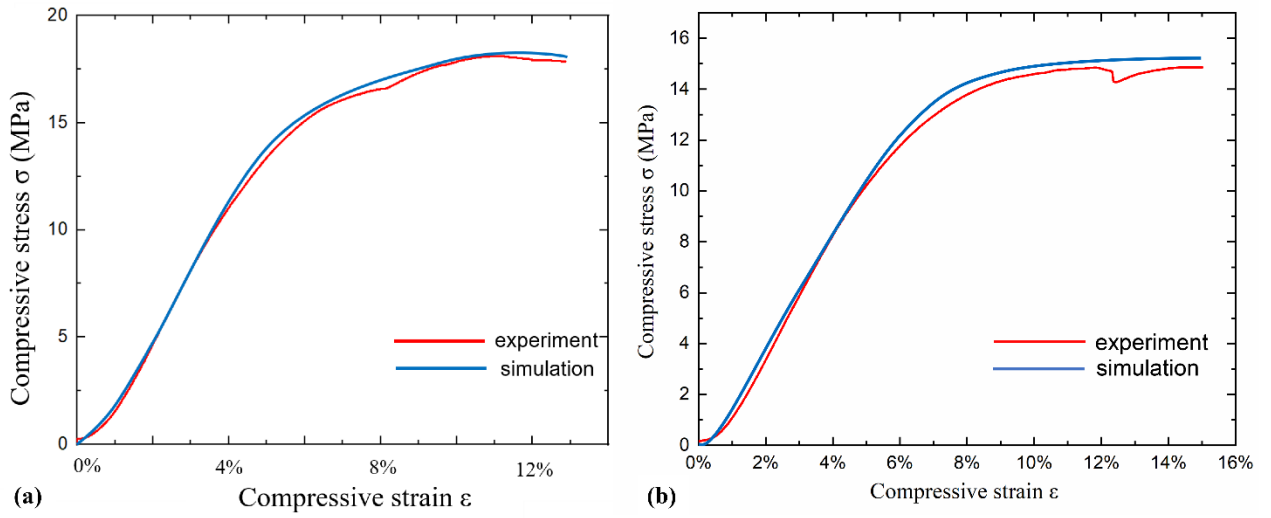 20
15
10
5
0
0%
4%
8%
12%
Compressive stress σ (MPa)
Compressive strain ε
experiment
simulation
(a)
16
14
12
10
8
6
4
2
0
0%
2%
4%
6%
8%
10%
12%
14%
16%
Compressive stress σ (MPa)
Compressive strain ε
experiment
simulation
(b)